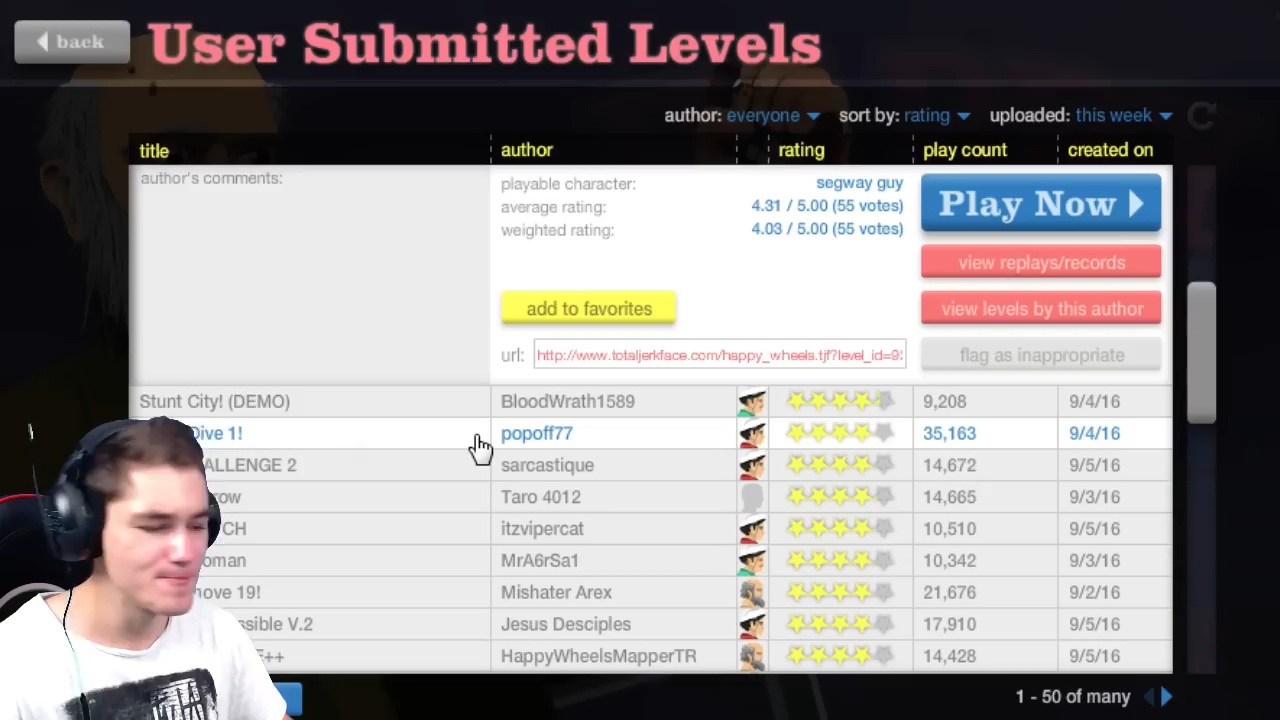 back
User Submitted Levels
author: everyone sort by: rating uploaded: this week
title author rating play count created on
author's comments:
playable character: segway guy
average rating: 4.31 / 5.00 (55 votes)
weighted rating: 4.03 / 5.00 (55 votes)
Play Now
view replays/records
add to favorites
view levels by this author
url: http://www.totaljerkface.com/happy_wheels.tjf?level_id=9
flag as inappropriate
Stunt City! (DEMO) BloodWrath1589 9,208 9/4/16
Dive 1! popoff77 35,163 9/4/16
ALLENGE 2 sarcastique 14,672 9/5/16
row Taro 4012 14,665 9/3/16
CH itzvipercat 10,510 9/5/16
oman MrA6rSa1 10,342 9/3/16
nove 19! Mishater Arex 21,676 9/2/16
ssible V.2 Jesus Desciples 17,910 9/5/16
E++ HappyWheelsMapperTR 14,428 9/5/16
1 - 50 of many